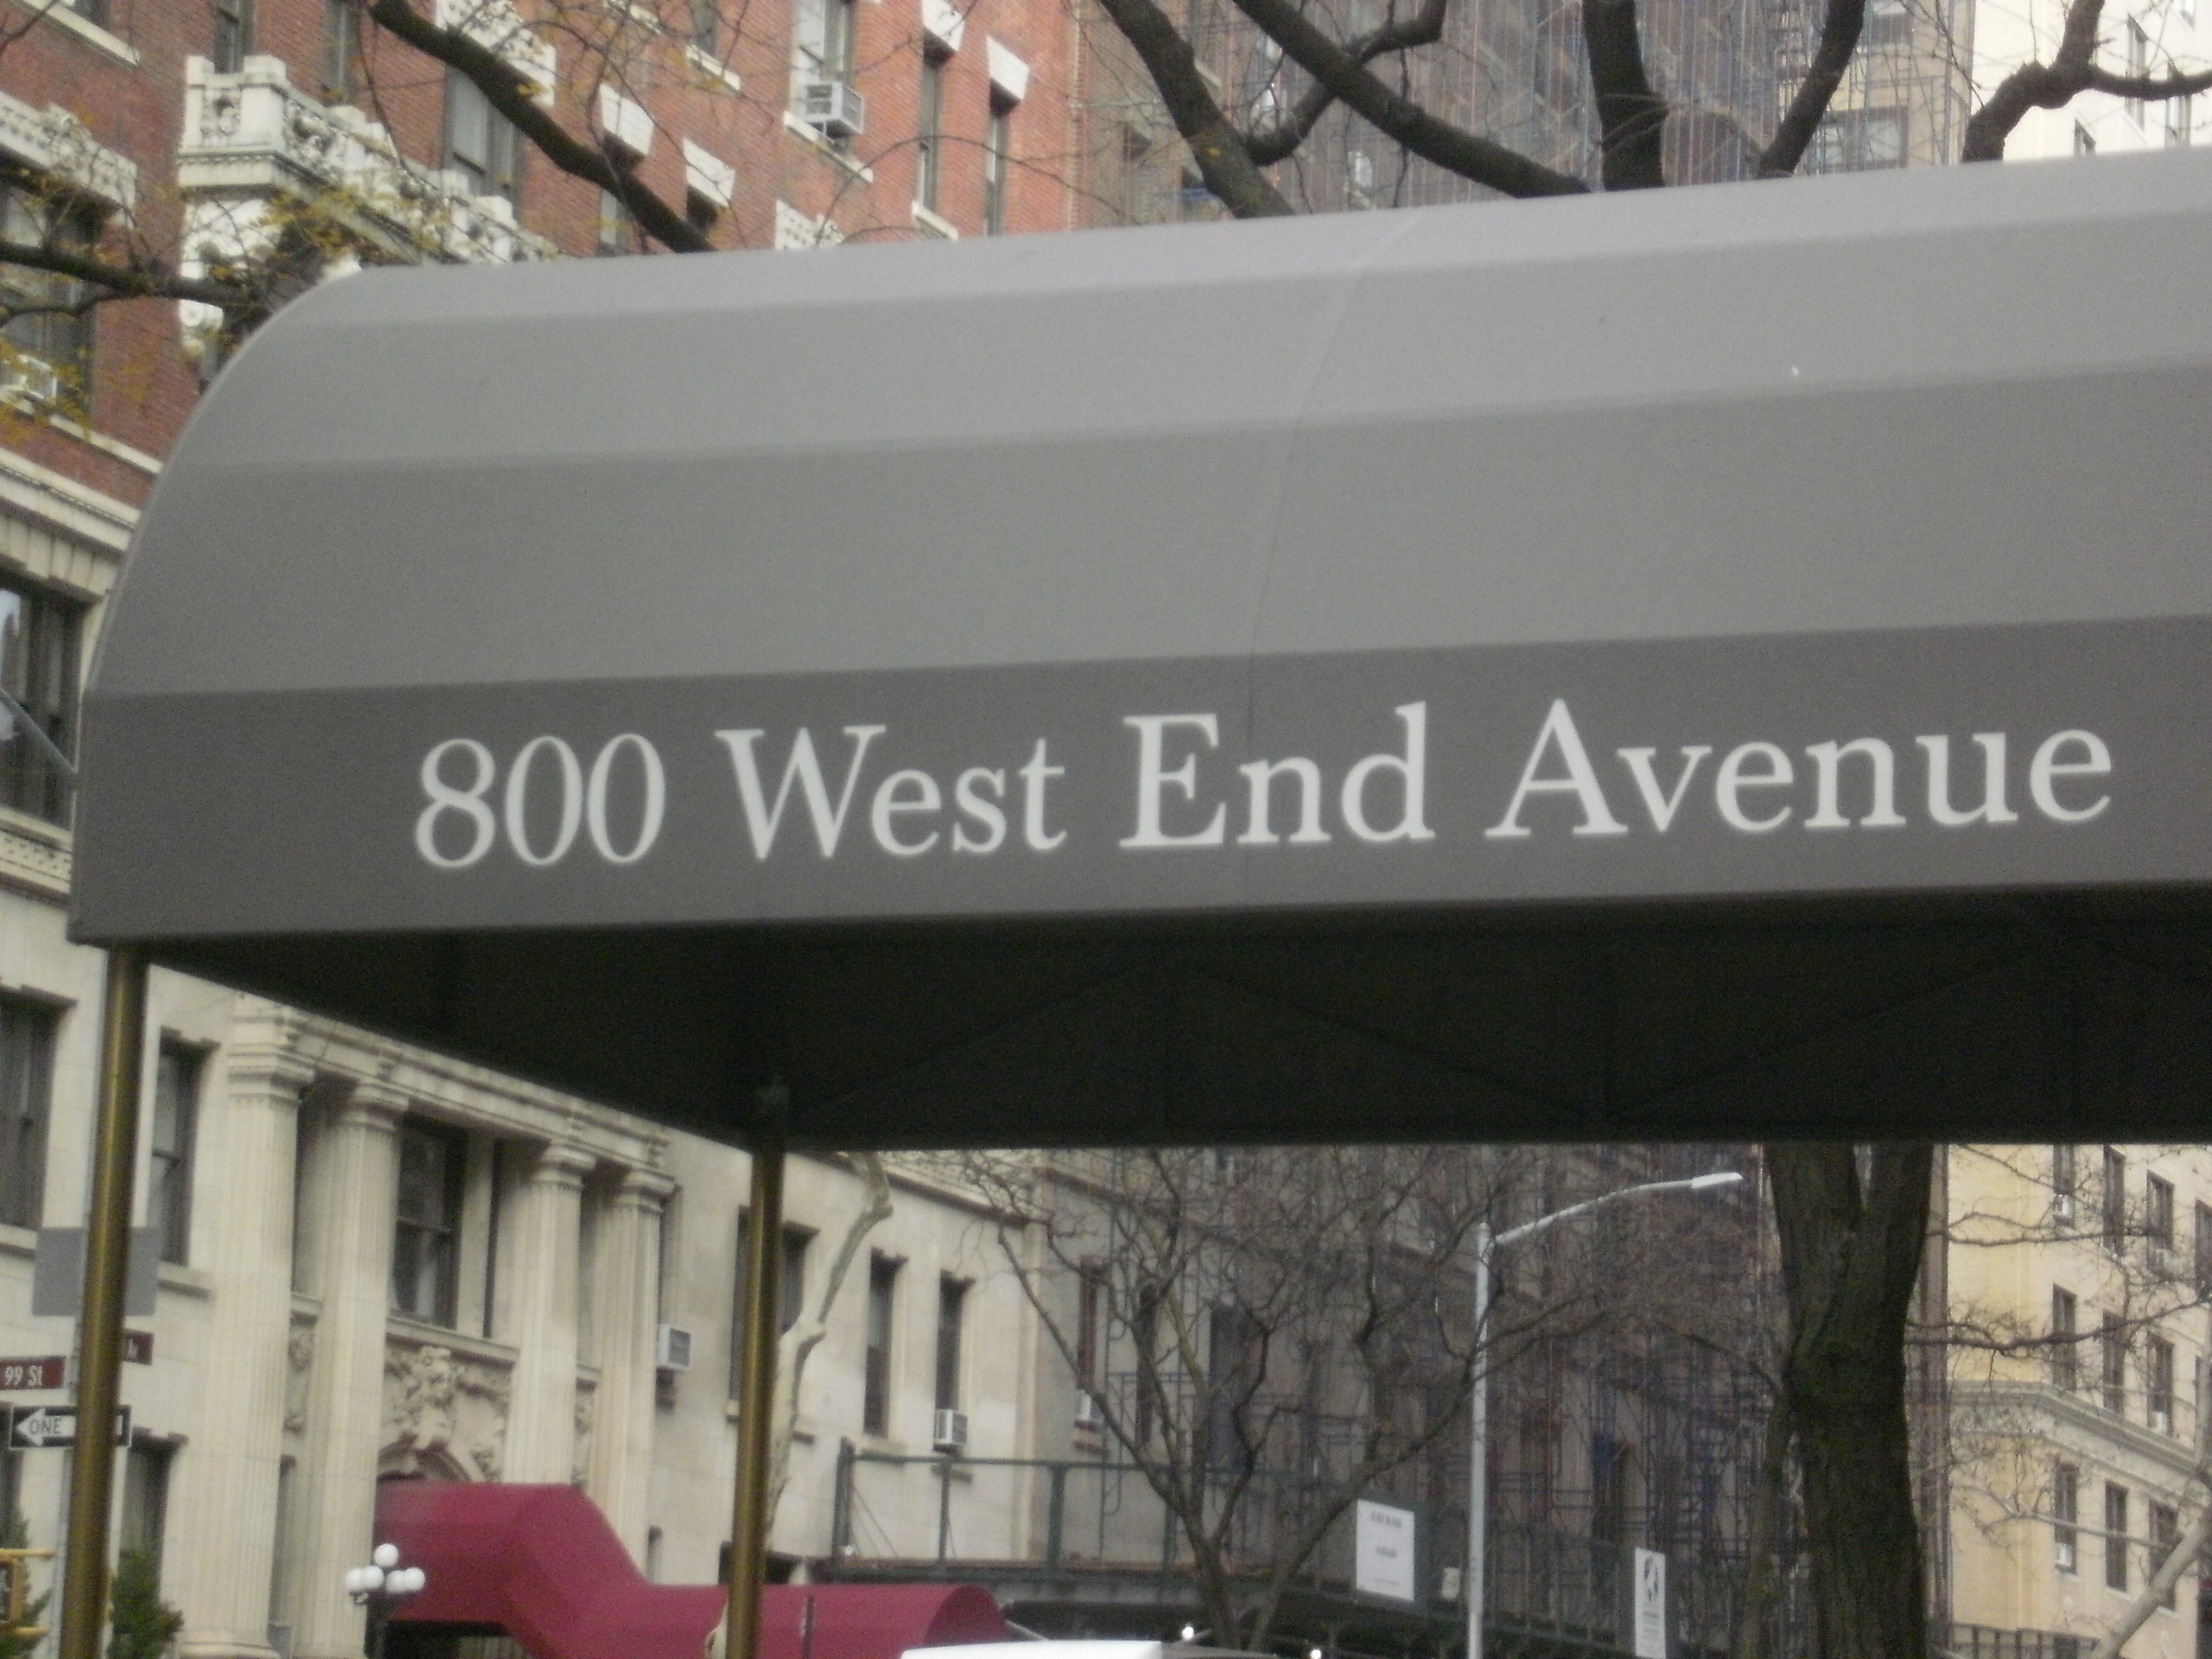 800 West End Avenue
99 St
ONE